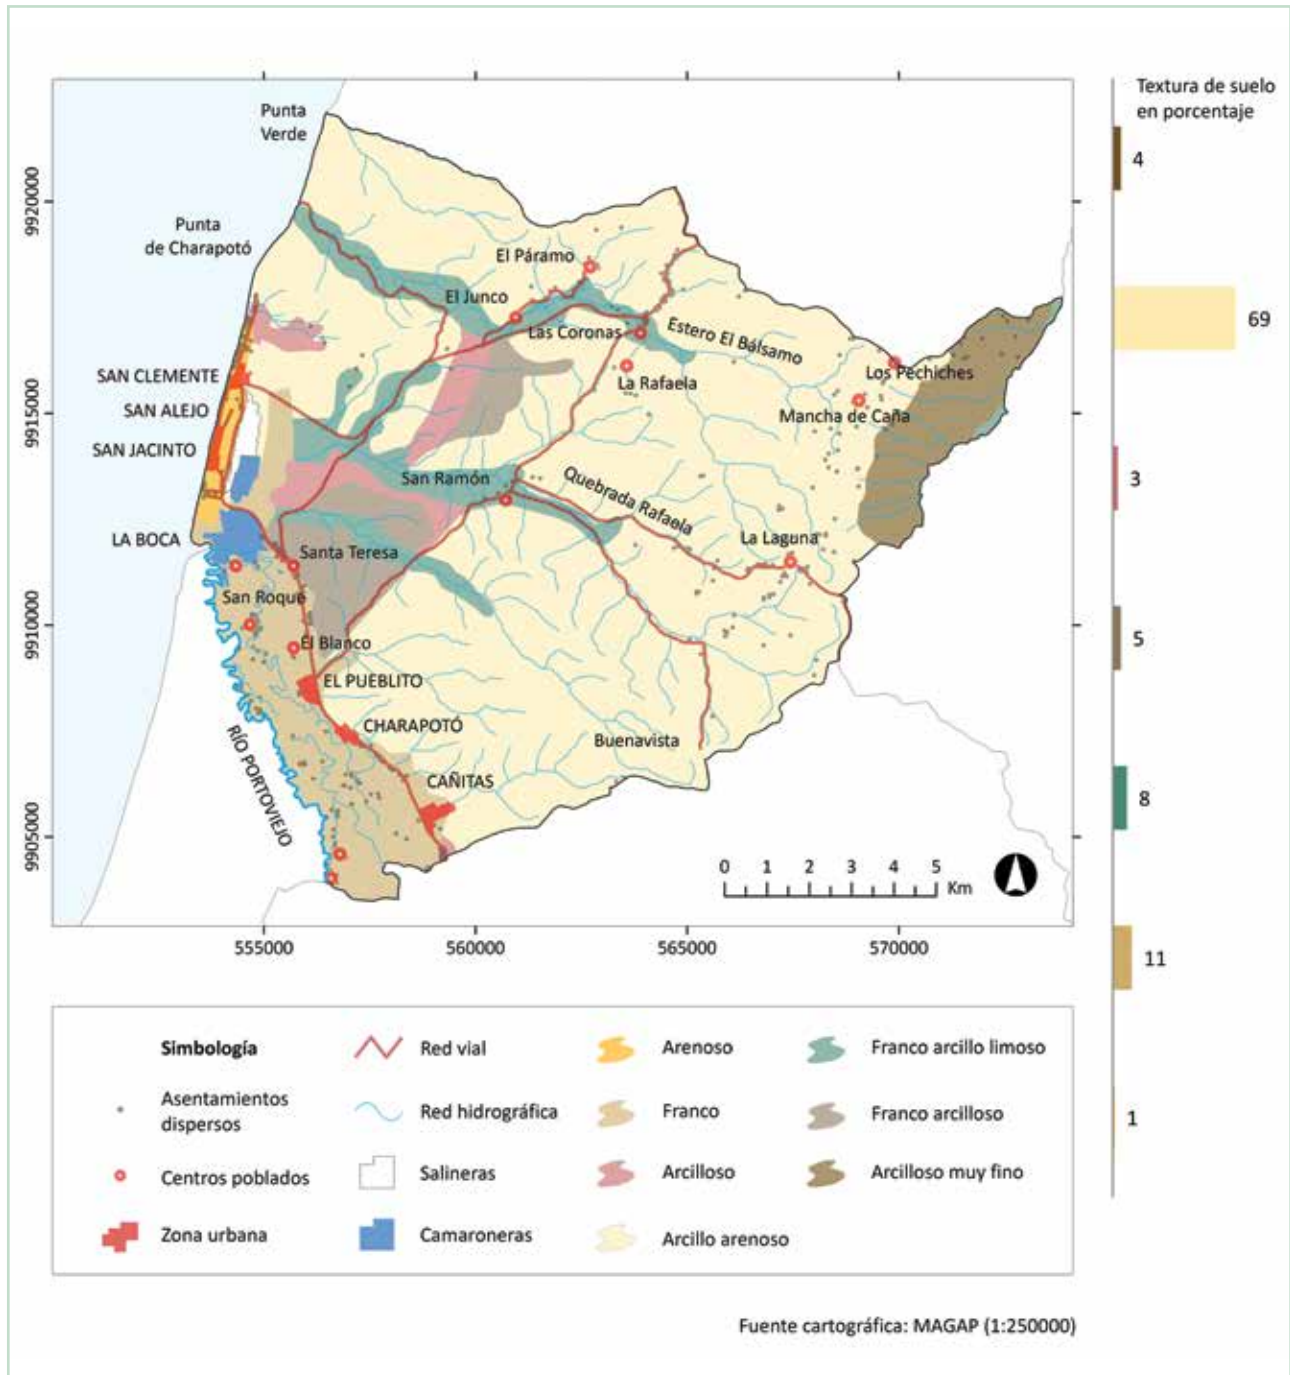 Textura de suelo
en porcentaje
4
69
3
5
8
11
1
Punta
Verde
Punta
de Charapotó
El Páramo
El Junco
Las Coronas
Estero El Bálsamo
La Rafaela
Los Pechiches
Mancha de Caña
SAN CLEMENTE
SAN ALEJO
SAN JACINTO
San Ramón
Quebrada Rafaela
La Laguna
LA BOCA
Santa Teresa
San Roque
El Blanco
EL PUEBLITO
CHARAPOTÓ
Buenavista
CAÑITAS
RÍO PORTOVIEJO
9920000
9915000
9910000
9905000
0 1 2 3 4 5
Km
555000 560000 565000 570000
Simbología
Asentamientos
dispersos
Centros poblados
Zona urbana
Red vial
Red hidrográfica
Salineras
Camaroneras
Arenoso
Franco
Arcilloso
Arcillo arenoso
Franco arcillo limoso
Franco arcilloso
Arcilloso muy fino
Fuente cartográfica: MAGAP (1:250000)